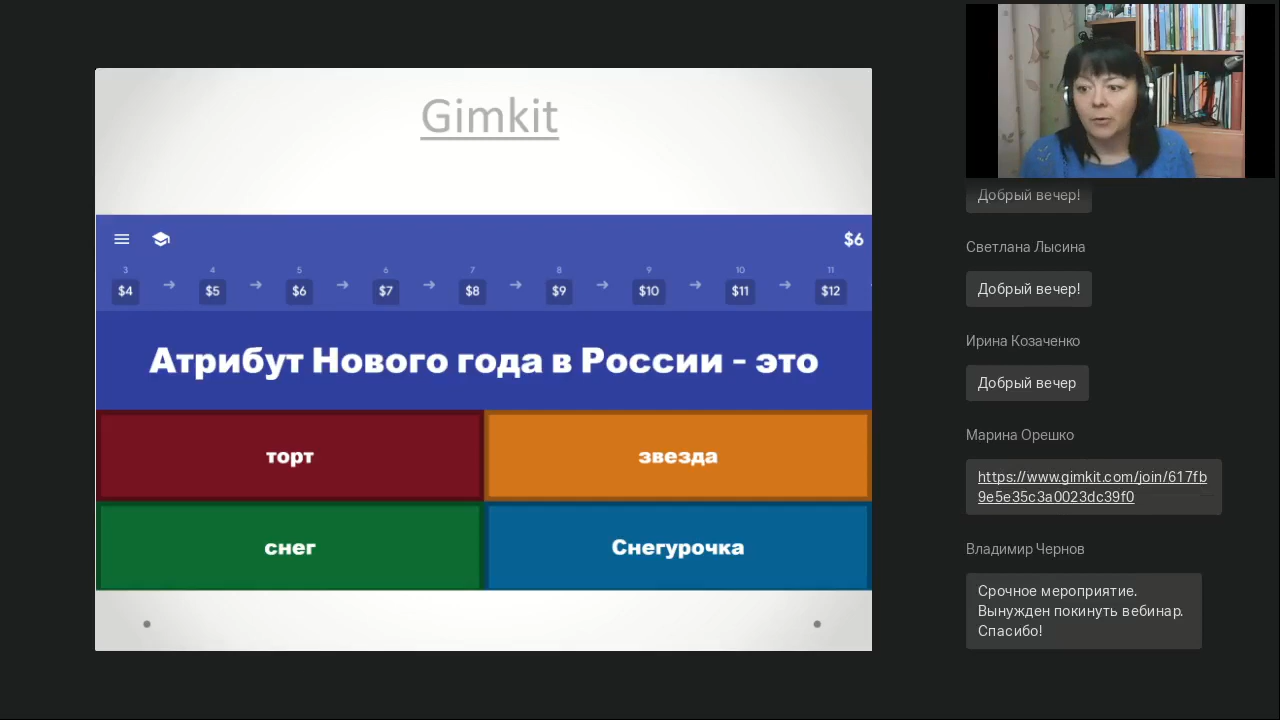 Gimkit
$6
3 4 5 6 7 8 9 10 11
$4 $5 $6 $7 $8 $9 $10 $11 $12
Атрибут Нового года в России - это
торт
звезда
снег
Снегурочка
Добрый вечер!
Светлана Лысина
Добрый вечер!
Ирина Козаченко
Добрый вечер
Марина Орешко
https://www.gimkit.com/join/617fb
9e5e35c3a0023dc39f0
Владимир Чернов
Срочное мероприятие.
Вынужден покинуть вебинар.
Спасибо!